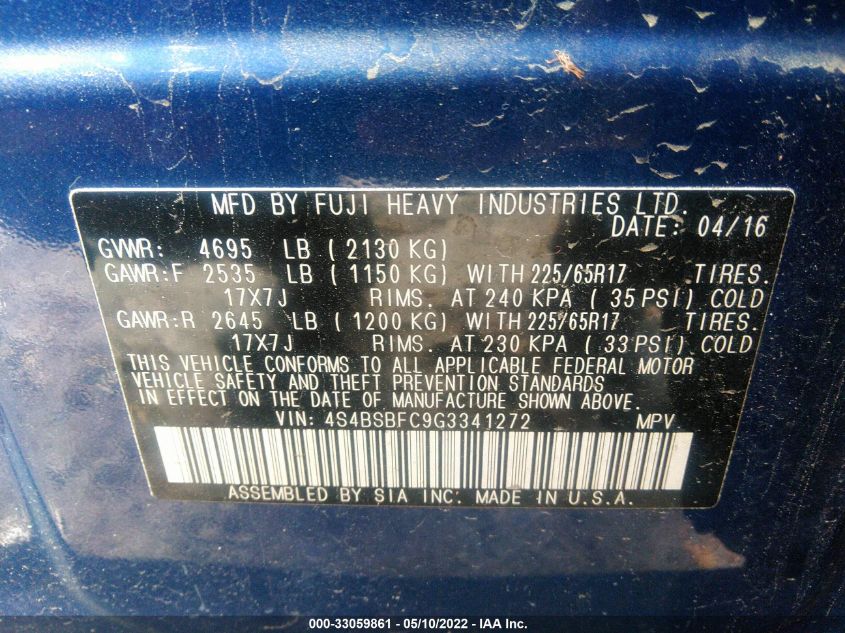 MFD BY FUJI HEAVY INDUSTRIES LTD.
DATE: 04/16
GVWR: 4695 LB ( 2130 KG)
GAWR:F 2535 LB ( 1150 KG) WITH 225/65R17 TIRES.
17X7J RIMS. AT 240 KPA ( 35 PSI) COLD
GAWR:R 2645 LB ( 1200 KG) WITH 225/65R17 TIRES.
17X7J RIMS. AT 230 KPA ( 33 PSI) COLD
THIS VEHICLE CONFORMS TO ALL APPLICABLE FEDERAL MOTOR
VEHICLE SAFETY AND THEFT PREVENTION STANDARDS
IN EFFECT ON THE DATE OF MANUFACTURE SHOWN ABOVE.
VIN: 4S4BSBFC9G3341272 MPV
ASSEMBLED BY SIA INC. MADE IN U.S.A.
000-33059861 - 05/10/2022 - IAA Inc.